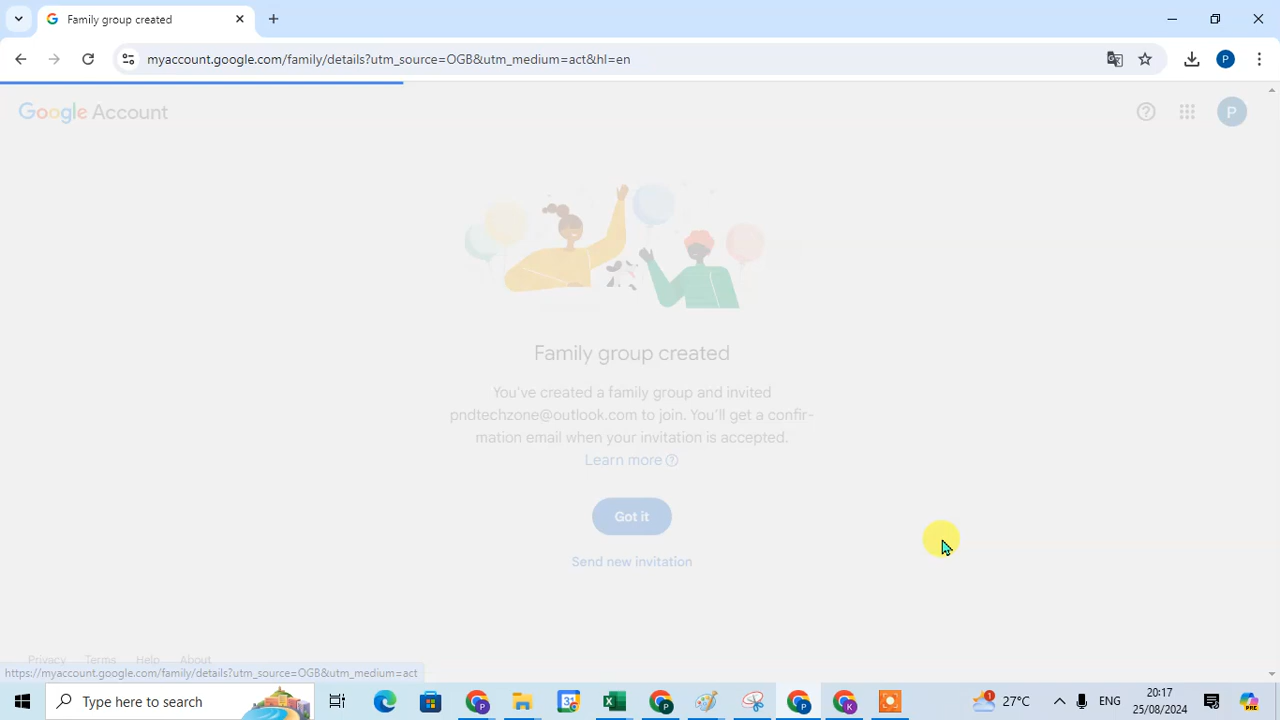 Family group created
myaccount.google.com/family/details?utm_source=OGB&utm_medium=act&hl=en
P
Google Account
P
Family group created
You've created a family group and invited
pndtechzone@outlook.com to join. You'll get a confir-
mation email when your invitation is accepted.
Learn more
Got it
Send new invitation
Privacy Terms Help About
https://myaccount.google.com/family/details?utm_source=OGB&utm_medium=act
Type here to search
31
P
P
K
1
27°C
ENG
20:17
25/08/2024